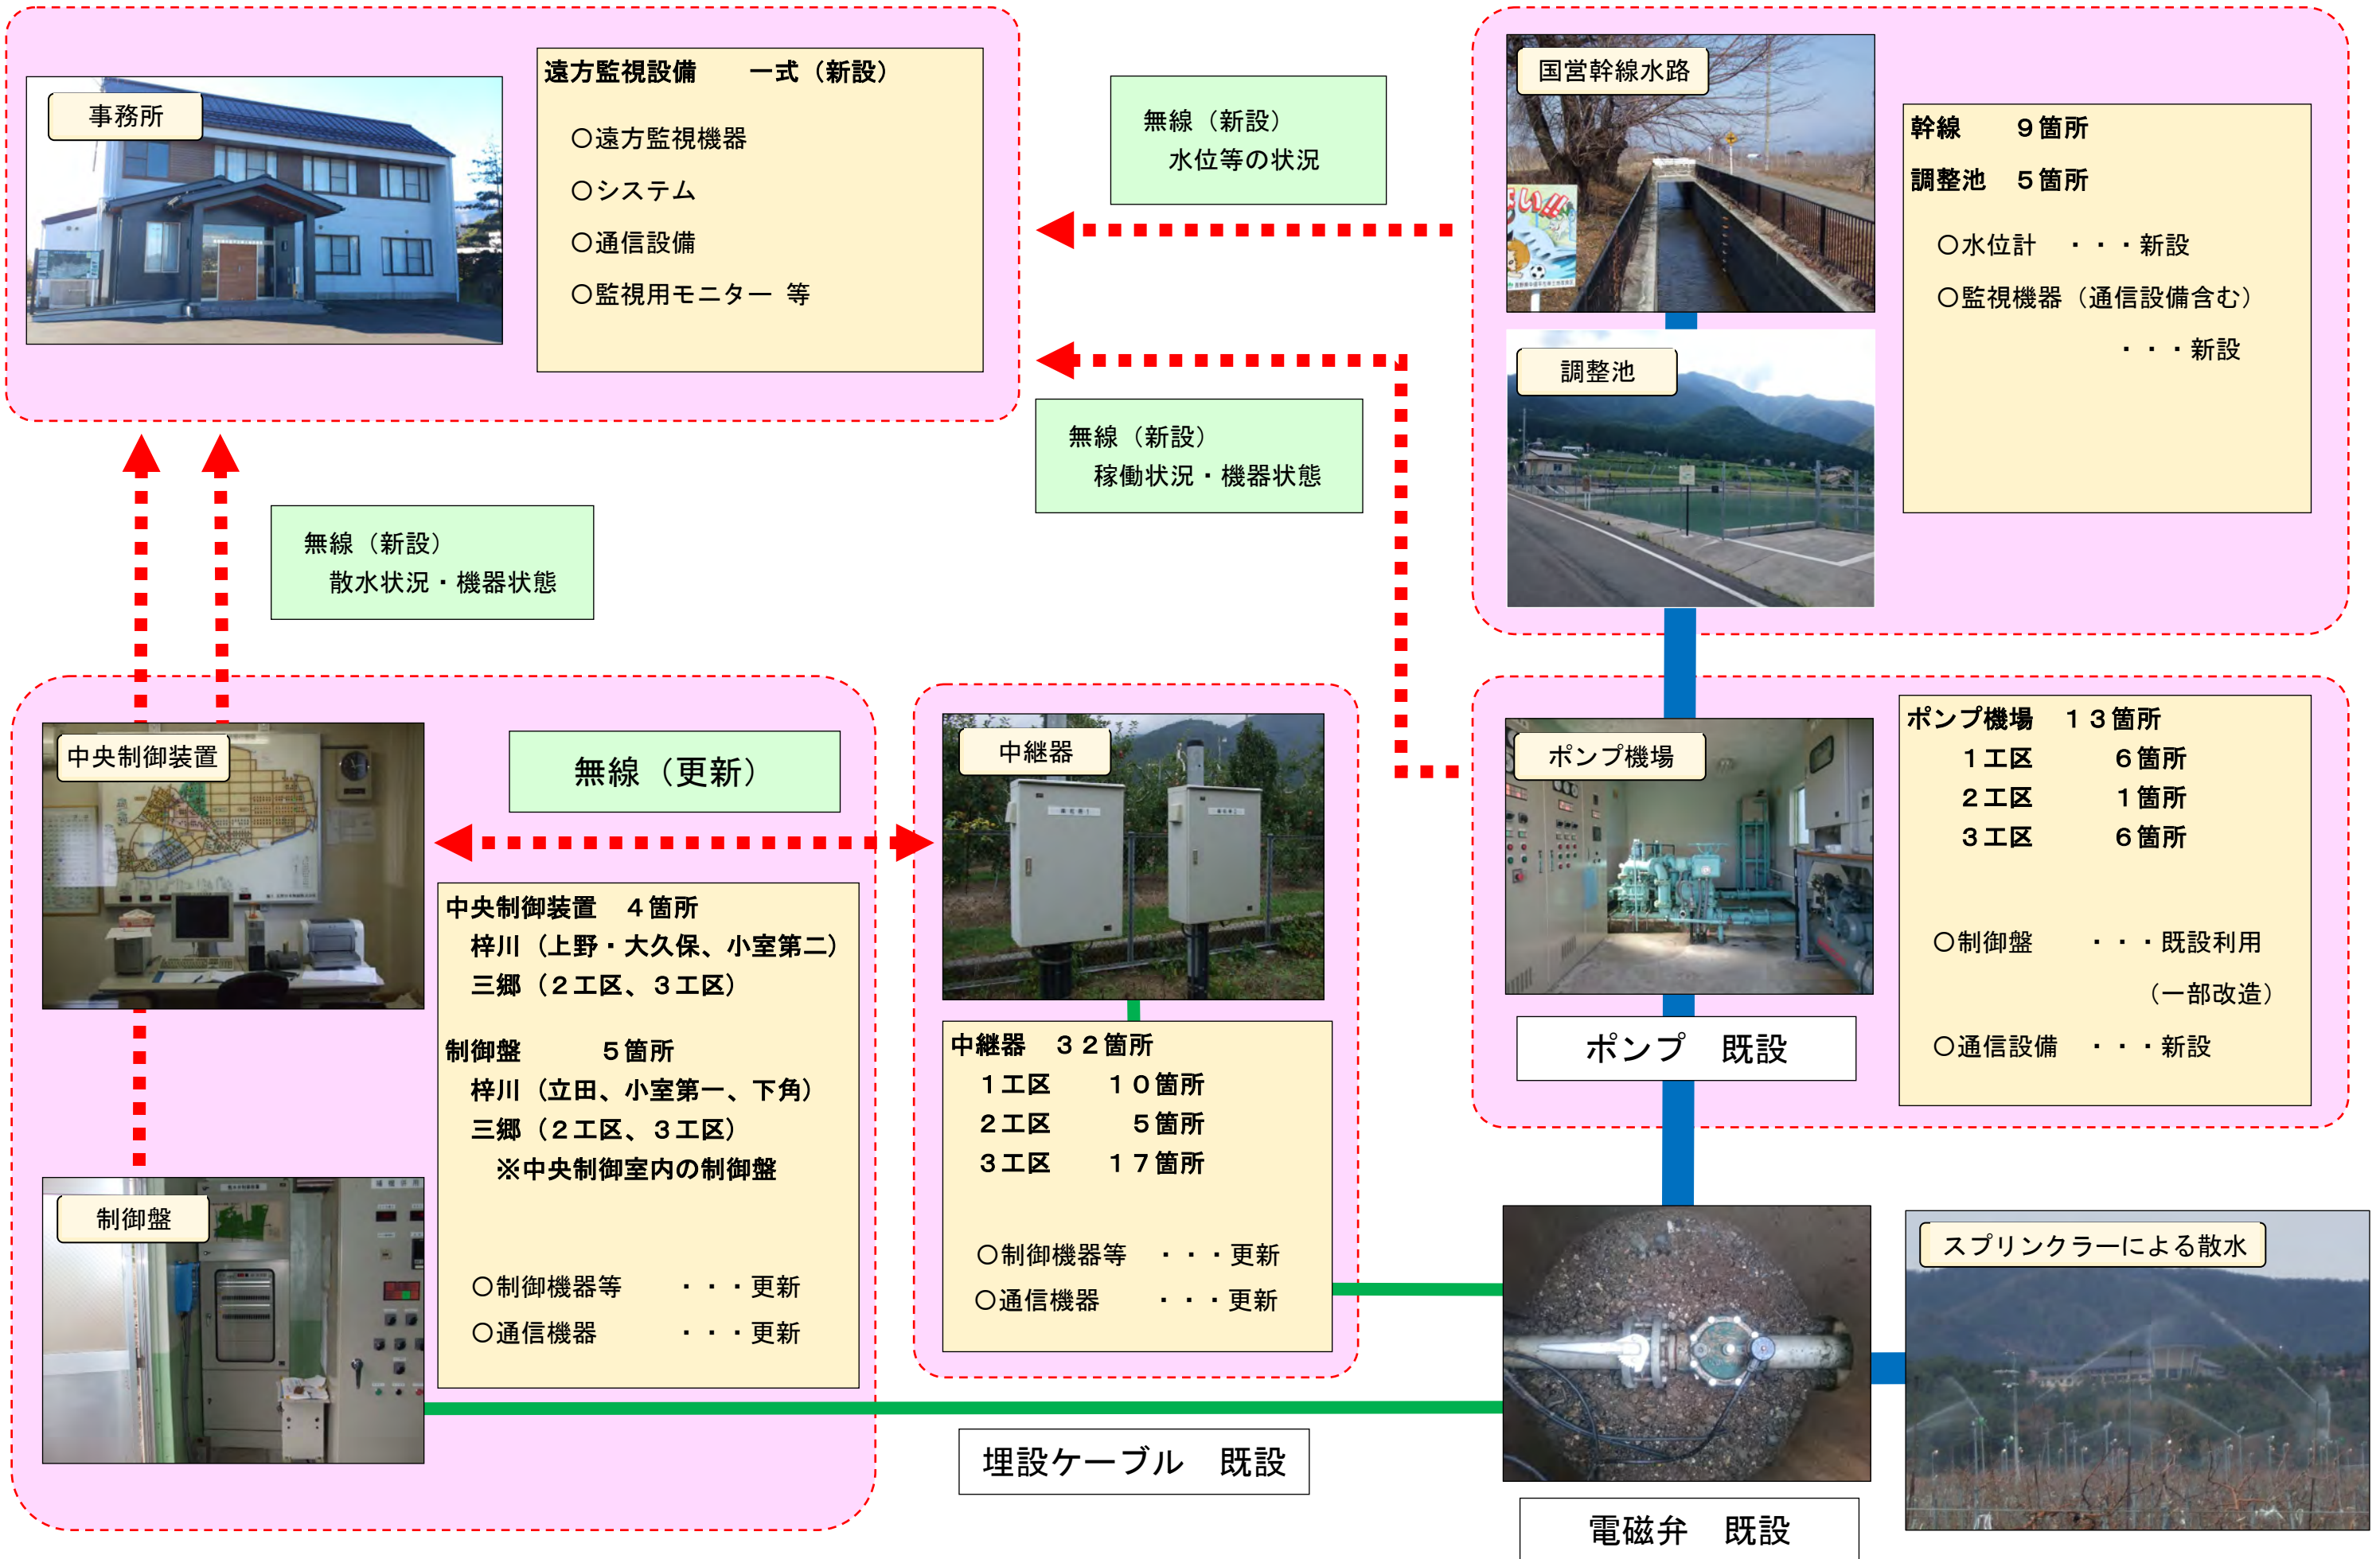 事務所
遠方監視設備　一式（新設）
○遠方監視機器
○システム
○通信設備
○監視用モニター 等
無線（新設）
水位等の状況
国営幹線水路
幹線　９箇所
調整池　５箇所
○水位計　・・・新設
○監視機器（通信設備含む）
・・・新設
調整池
無線（新設）
稼働状況・機器状態
無線（新設）
散水状況・機器状態
中央制御装置
無線（更新）
中央制御装置　４箇所
梓川（上野・大久保、小室第二）
三郷（２工区、３工区）
制御盤　５箇所
梓川（立田、小室第一、下角）
三郷（２工区、３工区）
※中央制御室内の制御盤
○制御機器等　・・・更新
○通信機器　・・・更新
制御盤
中継器
中継器　３２箇所
１工区　１０箇所
２工区　５箇所
３工区　１７箇所
○制御機器等　・・・更新
○通信機器　・・・更新
ポンプ機場
ポンプ機場　１３箇所
１工区　６箇所
２工区　１箇所
３工区　６箇所
○制御盤　・・・既設利用
（一部改造）
○通信設備　・・・新設
ポンプ　既設
埋設ケーブル　既設
電磁弁　既設
スプリンクラーによる散水